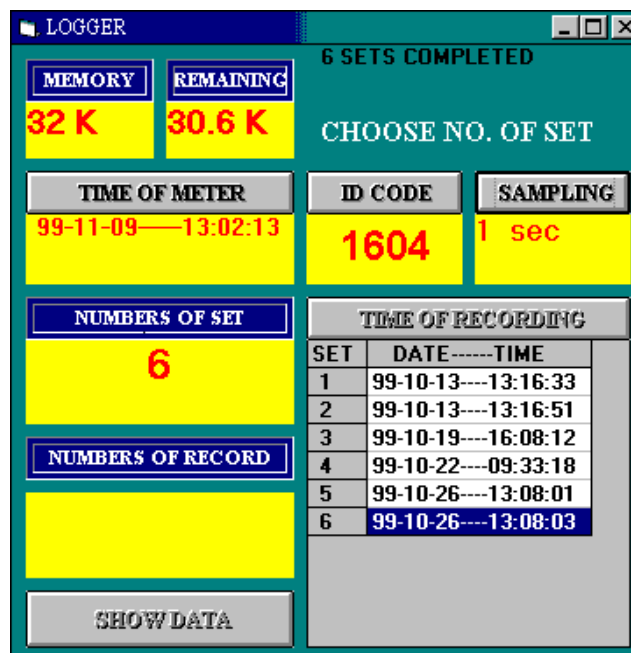 LOGGER
6 SETS COMPLETED
MEMORY REMAINING
32 K 30.6 K
CHOOSE NO. OF SET
TIME OF METER ID CODE SAMPLING
99-11-09——13:02:13
1604
1 sec
NUMBERS OF SET
6
TIME OF RECORDING
SET DATE------TIME
1 99-10-13----13:16:33
2 99-10-13----13:16:51
3 99-10-19----16:08:12
4 99-10-22----09:33:18
5 99-10-26----13:08:01
6 99-10-26----13:08:03
NUMBERS OF RECORD
SHOW DATA